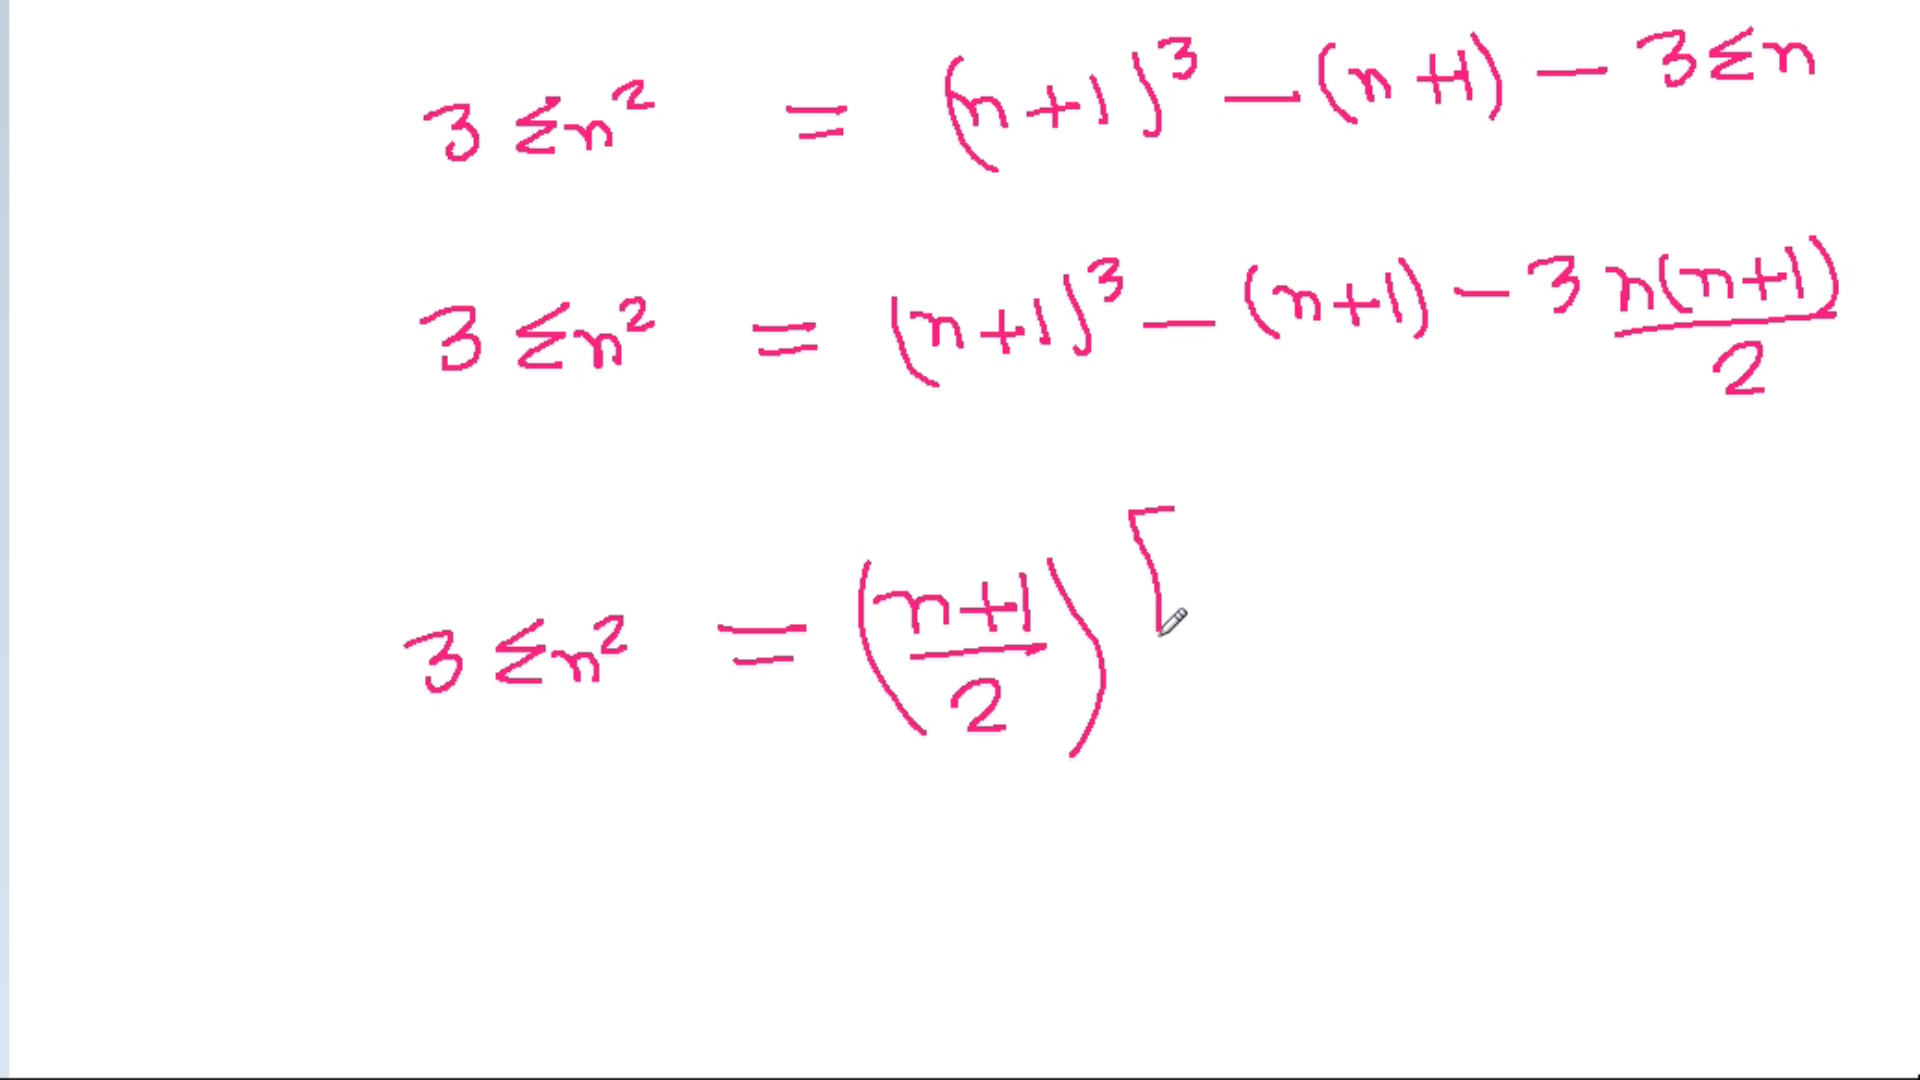 3 Σn² = (n+1)³ - (n+1) - 3Σn
3 Σn² = (n+1)³ - (n+1) - 3 n(n+1)/2
3 Σn² = (n+1/2) [